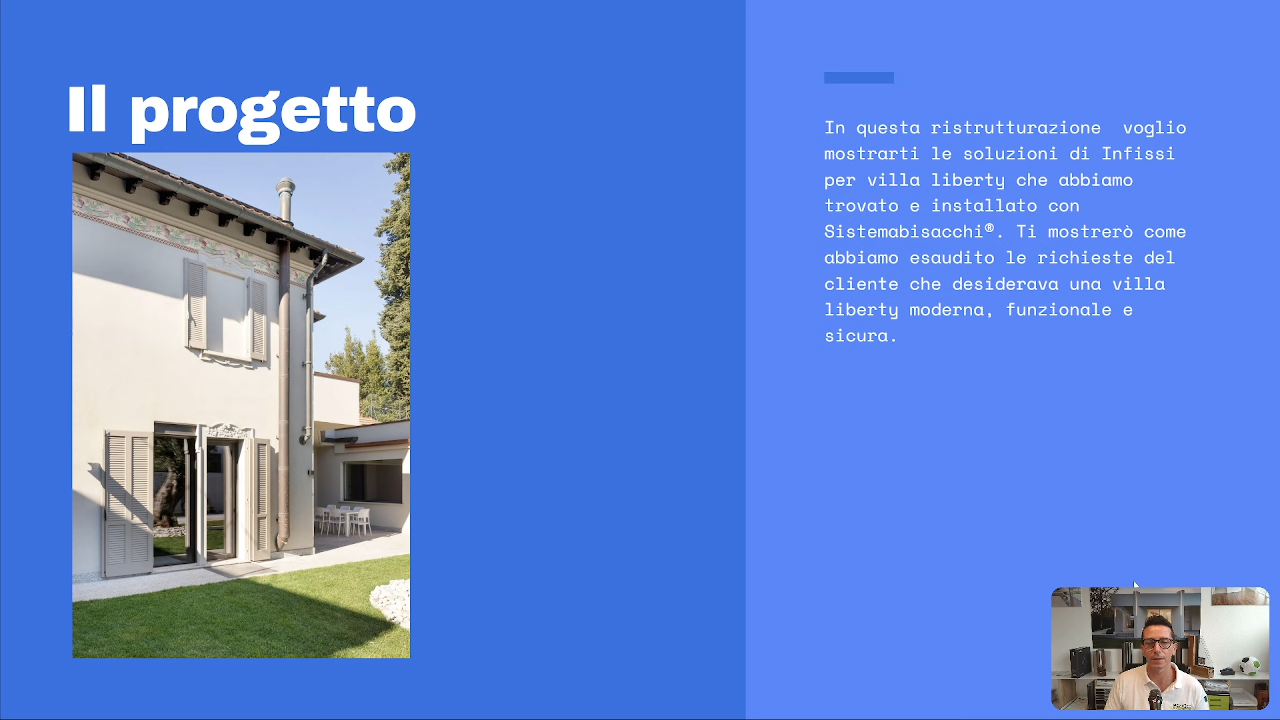 Il progetto
In questa ristrutturazione  voglio
mostrarti le soluzioni di Infissi
per villa liberty che abbiamo
trovato e installato con
Sistemabisacchi®. Ti mostrerò come
abbiamo esaudito le richieste del
cliente che desiderava una villa
liberty moderna, funzionale e
sicura.